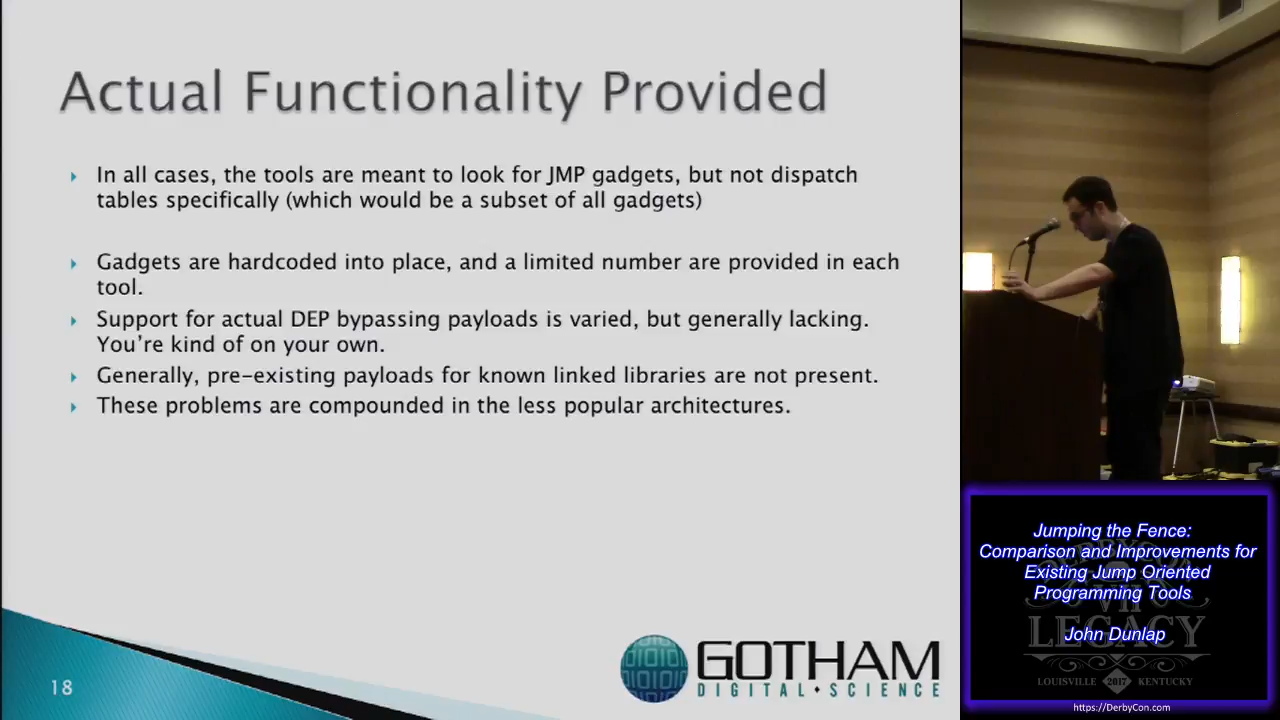 Actual Functionality Provided
In all cases, the tools are meant to look for JMP gadgets, but not dispatch
tables specifically (which would be a subset of all gadgets)
Gadgets are hardcoded into place, and a limited number are provided in each
tool.
Support for actual DEP bypassing payloads is varied, but generally lacking.
You're kind of on your own.
Generally, pre-existing payloads for known linked libraries are not present.
These problems are compounded in the less popular architectures.
18
GOTHAM
DIGITAL SCIENCE
Jumping the Fence:
Comparison and Improvements for
Existing Jump Oriented
Programming Tools
John Dunlap
VII
LEGACY
LOUISVILLE 2017 KENTUCKY
https://DerbyCon.com